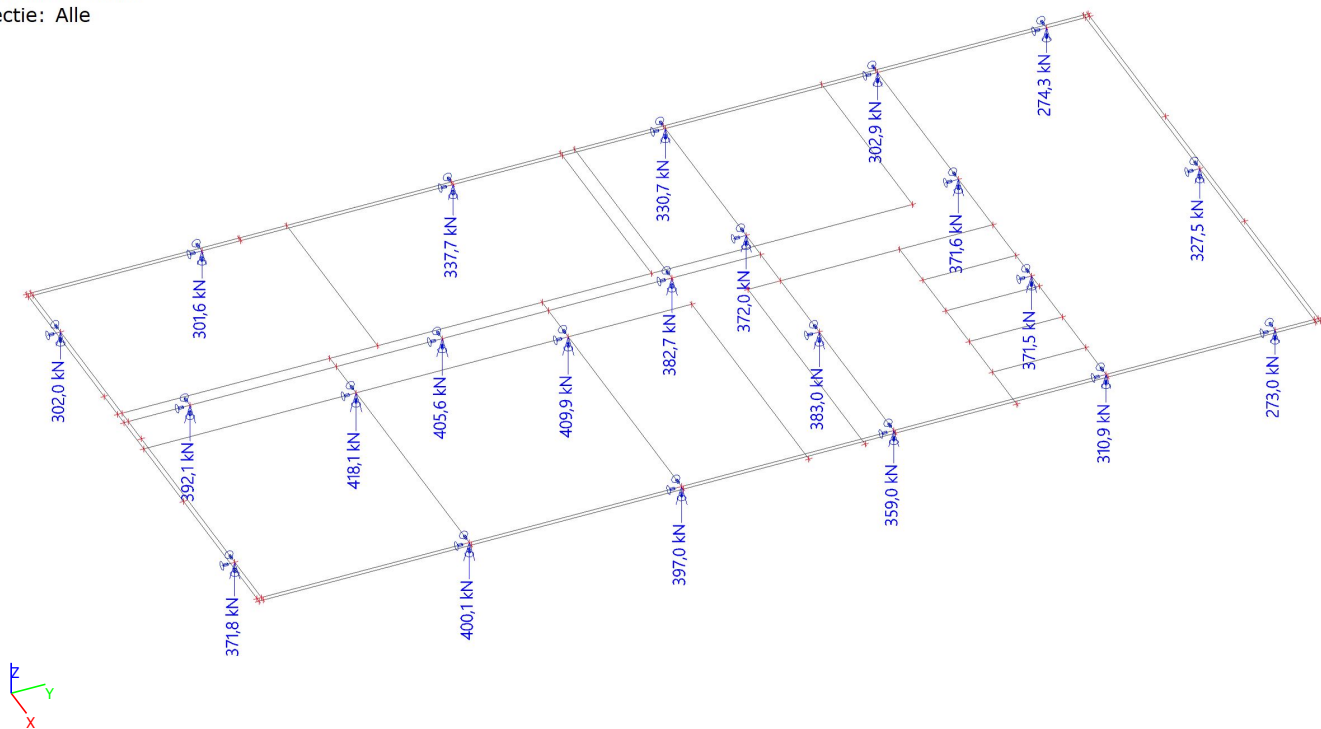 ectie: Alle
274,3 kN
302,9 kN
330,7 kN
337,7 kN
301,6 kN
327,5 kN
371,6 kN
372,0 kN
302,0 kN
382,7 kN
371,5 kN
405,6 kN
409,9 kN
383,0 kN
273,0 kN
392,1 kN
418,1 kN
310,9 kN
359,0 kN
397,0 kN
400,1 kN
371,8 kN
Z
Y
X